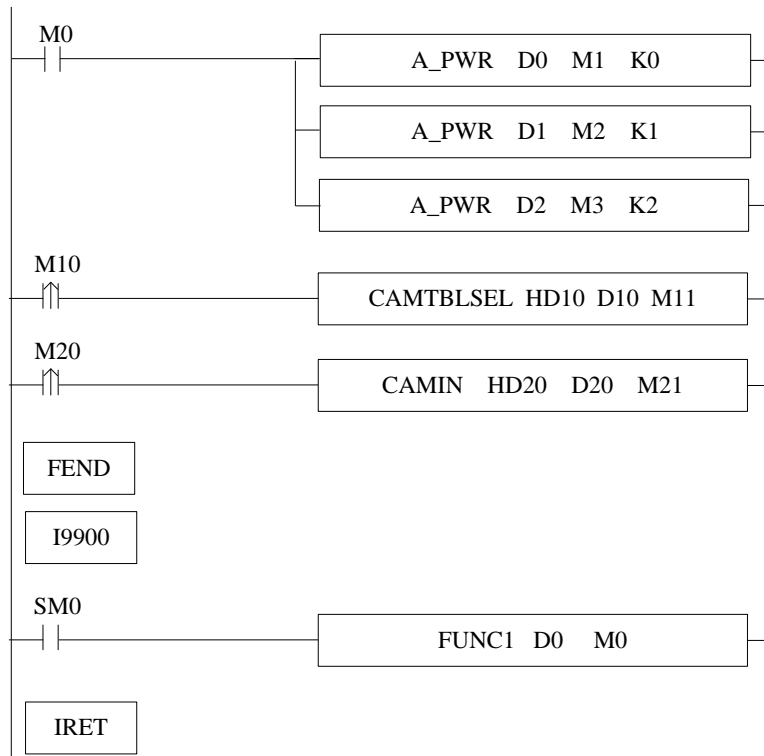 M0
A_PWR D0 M1 K0
A_PWR D1 M2 K1
A_PWR D2 M3 K2
M10
CAMTBLSEL HD10 D10 M11
M20
CAMIN HD20 D20 M21
FEND
I9900
SM0
FUNC1 D0 M0
IRET